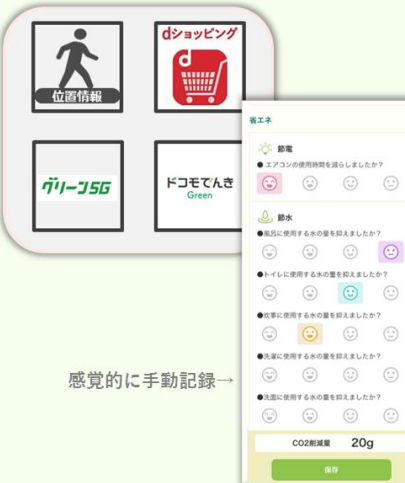 dショッピング
d
位置情報
グリーン5G
ドコモでんき
Green
省エネ
節電
● エアコンの使用時間を減らしましたか？
節水
●風呂に使用する水の量を抑えましたか？
●トイレに使用する水の量を抑えましたか？
●炊事に使用する水の量を抑えましたか？
●洗濯に使用する水の量を抑えましたか？
●洗面に使用する水の量を抑えましたか？
感覚的に手動記録→
CO2削減量 20g
保存